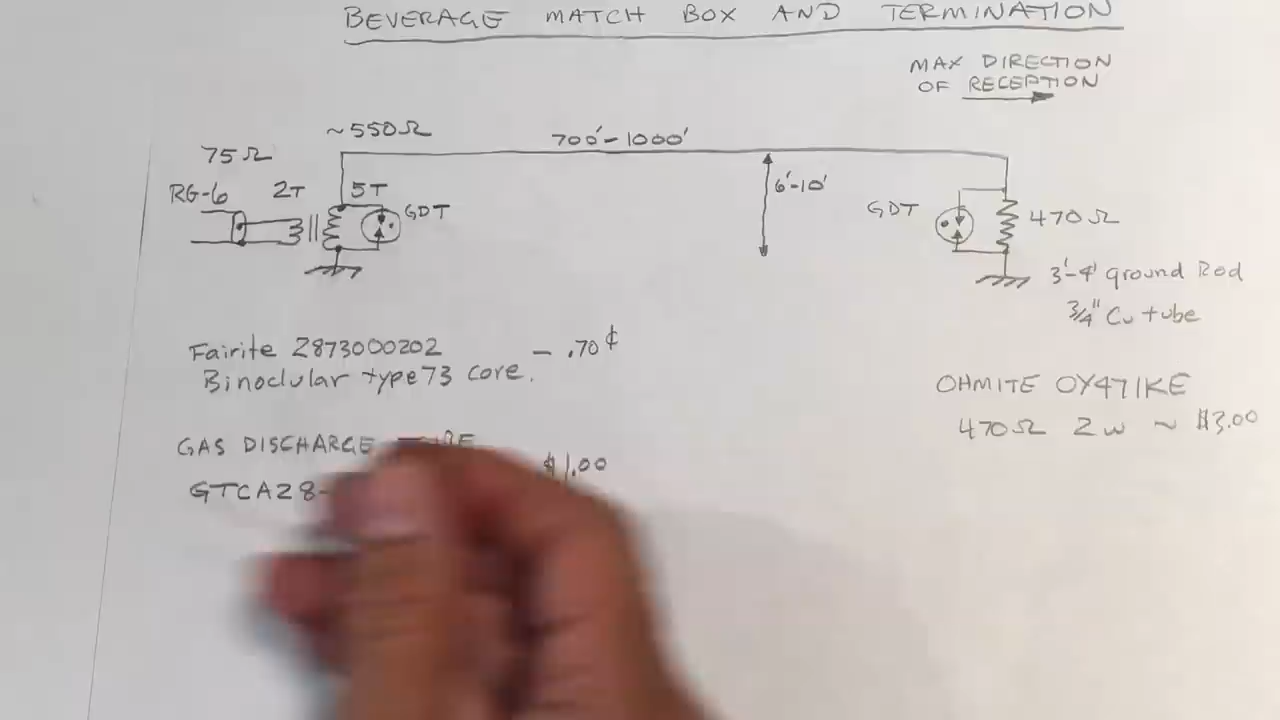 BEVERAGE MATCH BOX AND TERMINATION
MAX DIRECTION
OF RECEPTION
~550Ω
700'-1000'
75Ω
RG-6
2T
5T
GDT
6'-10'
GDT
470Ω
3'-4' ground Rod
3/4" Cu tube
Fairite 2873000202 - .70¢
Binoclular type 73 core.
OHMITE OY471KE
470Ω 2w ~ $3.00
GAS DISCHARGE
$1.00
GTCA28-